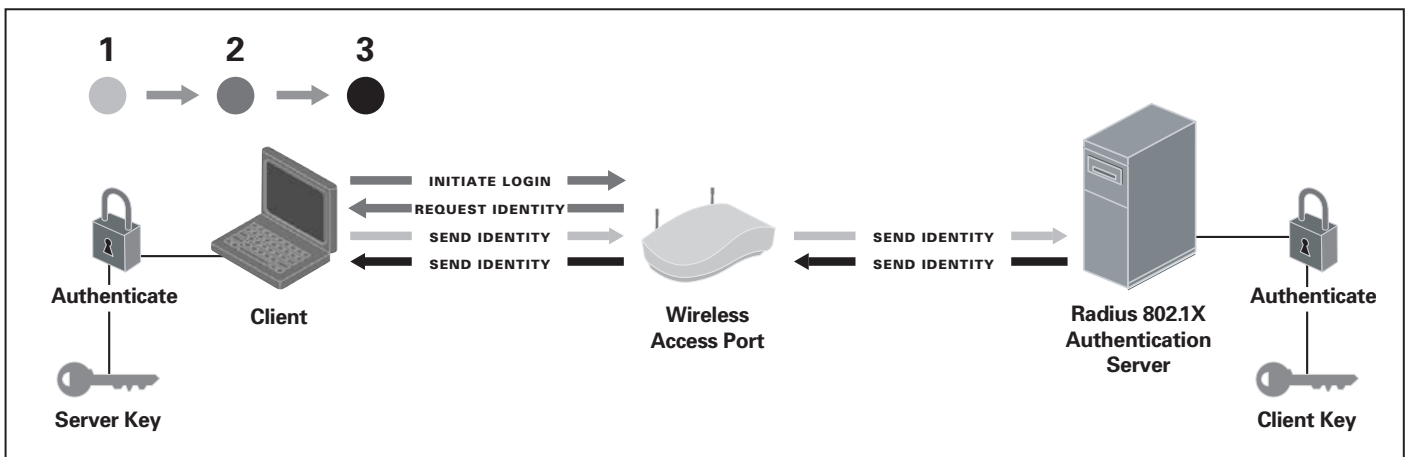 1 2 3
INITIATE LOGIN
REQUEST IDENTITY
SEND IDENTITY
SEND IDENTITY
SEND IDENTITY
SEND IDENTITY
Authenticate
Server Key
Client
Wireless
Access Port
Radius 802.1X
Authentication
Server
Authenticate
Client Key